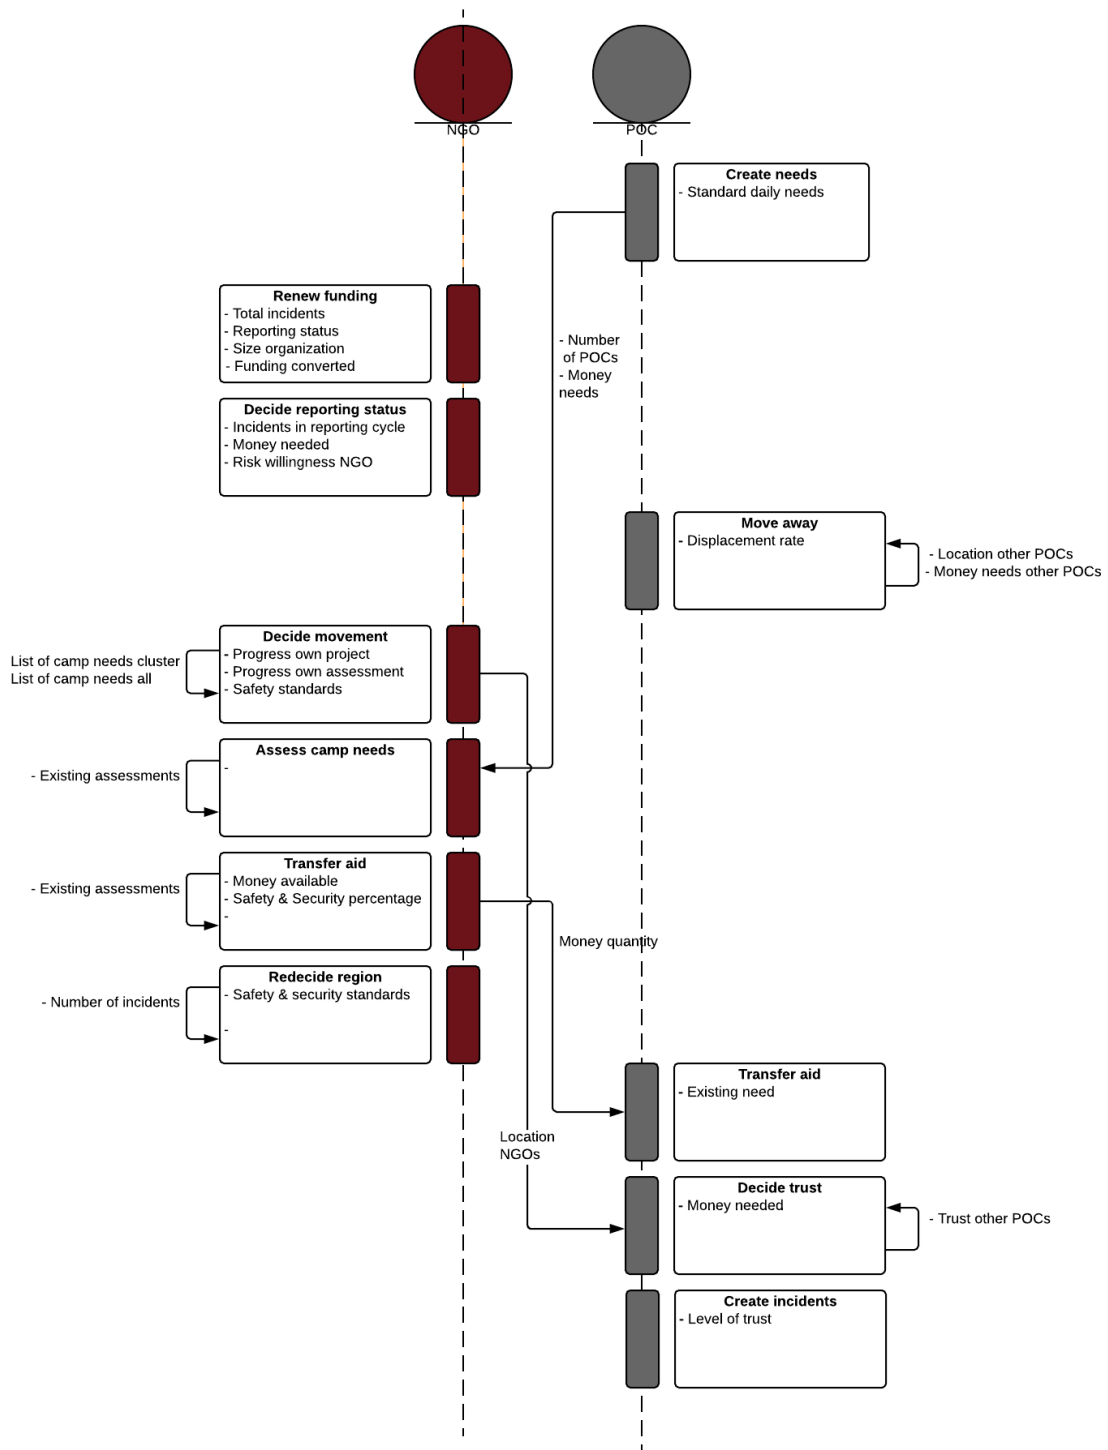 NGO
POC
Create needs
- Standard daily needs
Renew funding
- Total incidents
- Reporting status
- Size organization
- Funding converted
- Number
of POCs
- Money
needs
Decide reporting status
- Incidents in reporting cycle
- Money needed
- Risk willingness NGO
Move away
- Displacement rate
- Location other POCs
- Money needs other POCs
List of camp needs cluster
List of camp needs all
Decide movement
- Progress own project
- Progress own assessment
- Safety standards
- Existing assessments
Assess camp needs
-
- Existing assessments
Transfer aid
- Money available
- Safety & Security percentage
-
Money quantity
- Number of incidents
Redecide region
- Safety & security standards
-
Transfer aid
- Existing need
Location
NGOs
Decide trust
- Money needed
- Trust other POCs
Create incidents
- Level of trust